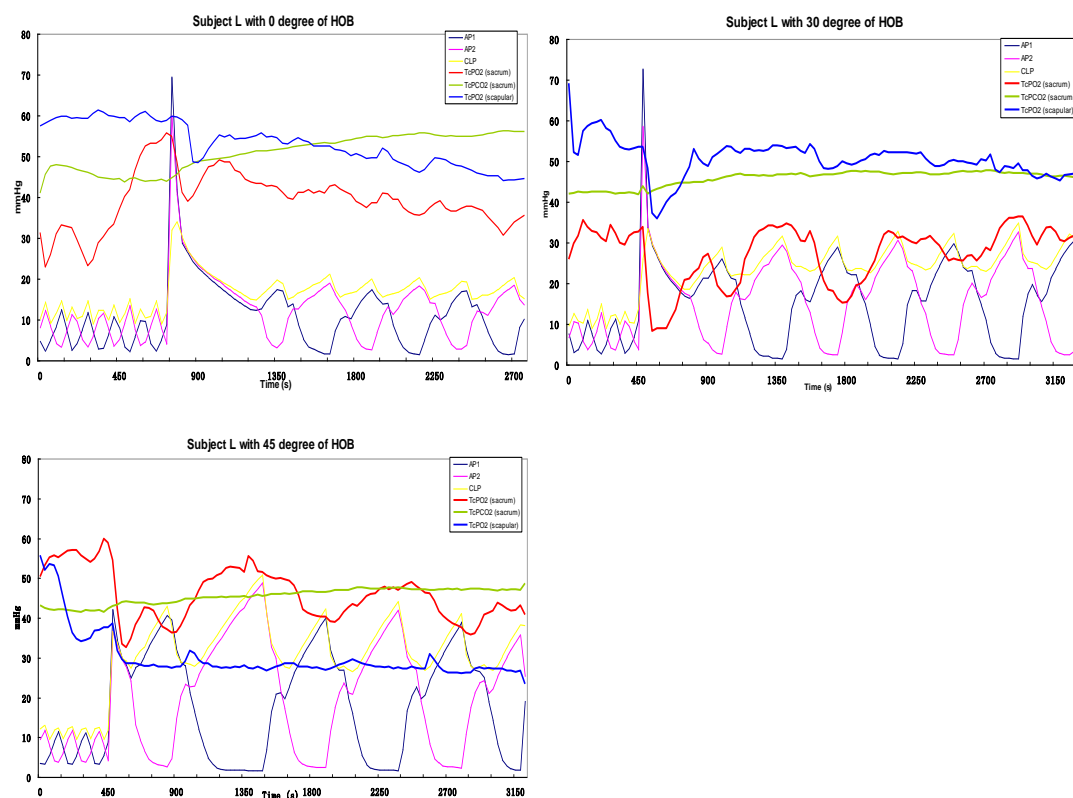 Subject L with 0 degree of HOB
80
70
60
50
40
30
20
10
0
mmHg
AP1
AP2
CLP
TcPO2 (sacrum)
TcPCO2 (sacrum)
TcPO2 (scapular)
0 460 900 1350 1800 2250 2700
Time (s)
Subject L with 30 degree of HOB
80
70
60
50
40
30
20
10
0
mmHg
AP1
AP2
CLP
TcPO2 (sacrum)
TcPCO2 (sacrum)
TcPO2 (scapular)
0 460 900 1350 1800 2250 2700 3150
Time (s)
Subject L with 45 degree of HOB
80
70
60
50
40
30
20
10
0
mmHg
AP1
AP2
CLP
TcPO2 (sacrum)
TcPCO2 (sacrum)
TcPO2 (scapular)
0 450 900 1350 1800 2250 2700 3150
Time (s)